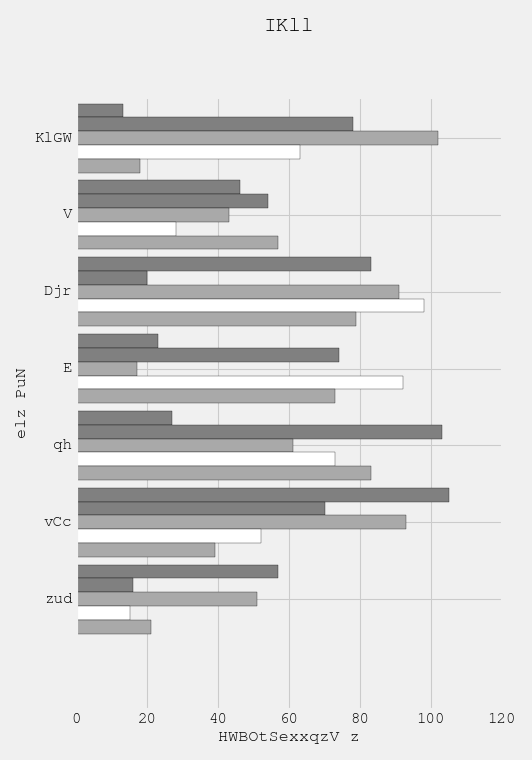 IKll
KlGW
V
Djr
E
qh
vCc
zud
elz PuN
0 20 40 60 80 100 120
HWBOtSexxqzV z